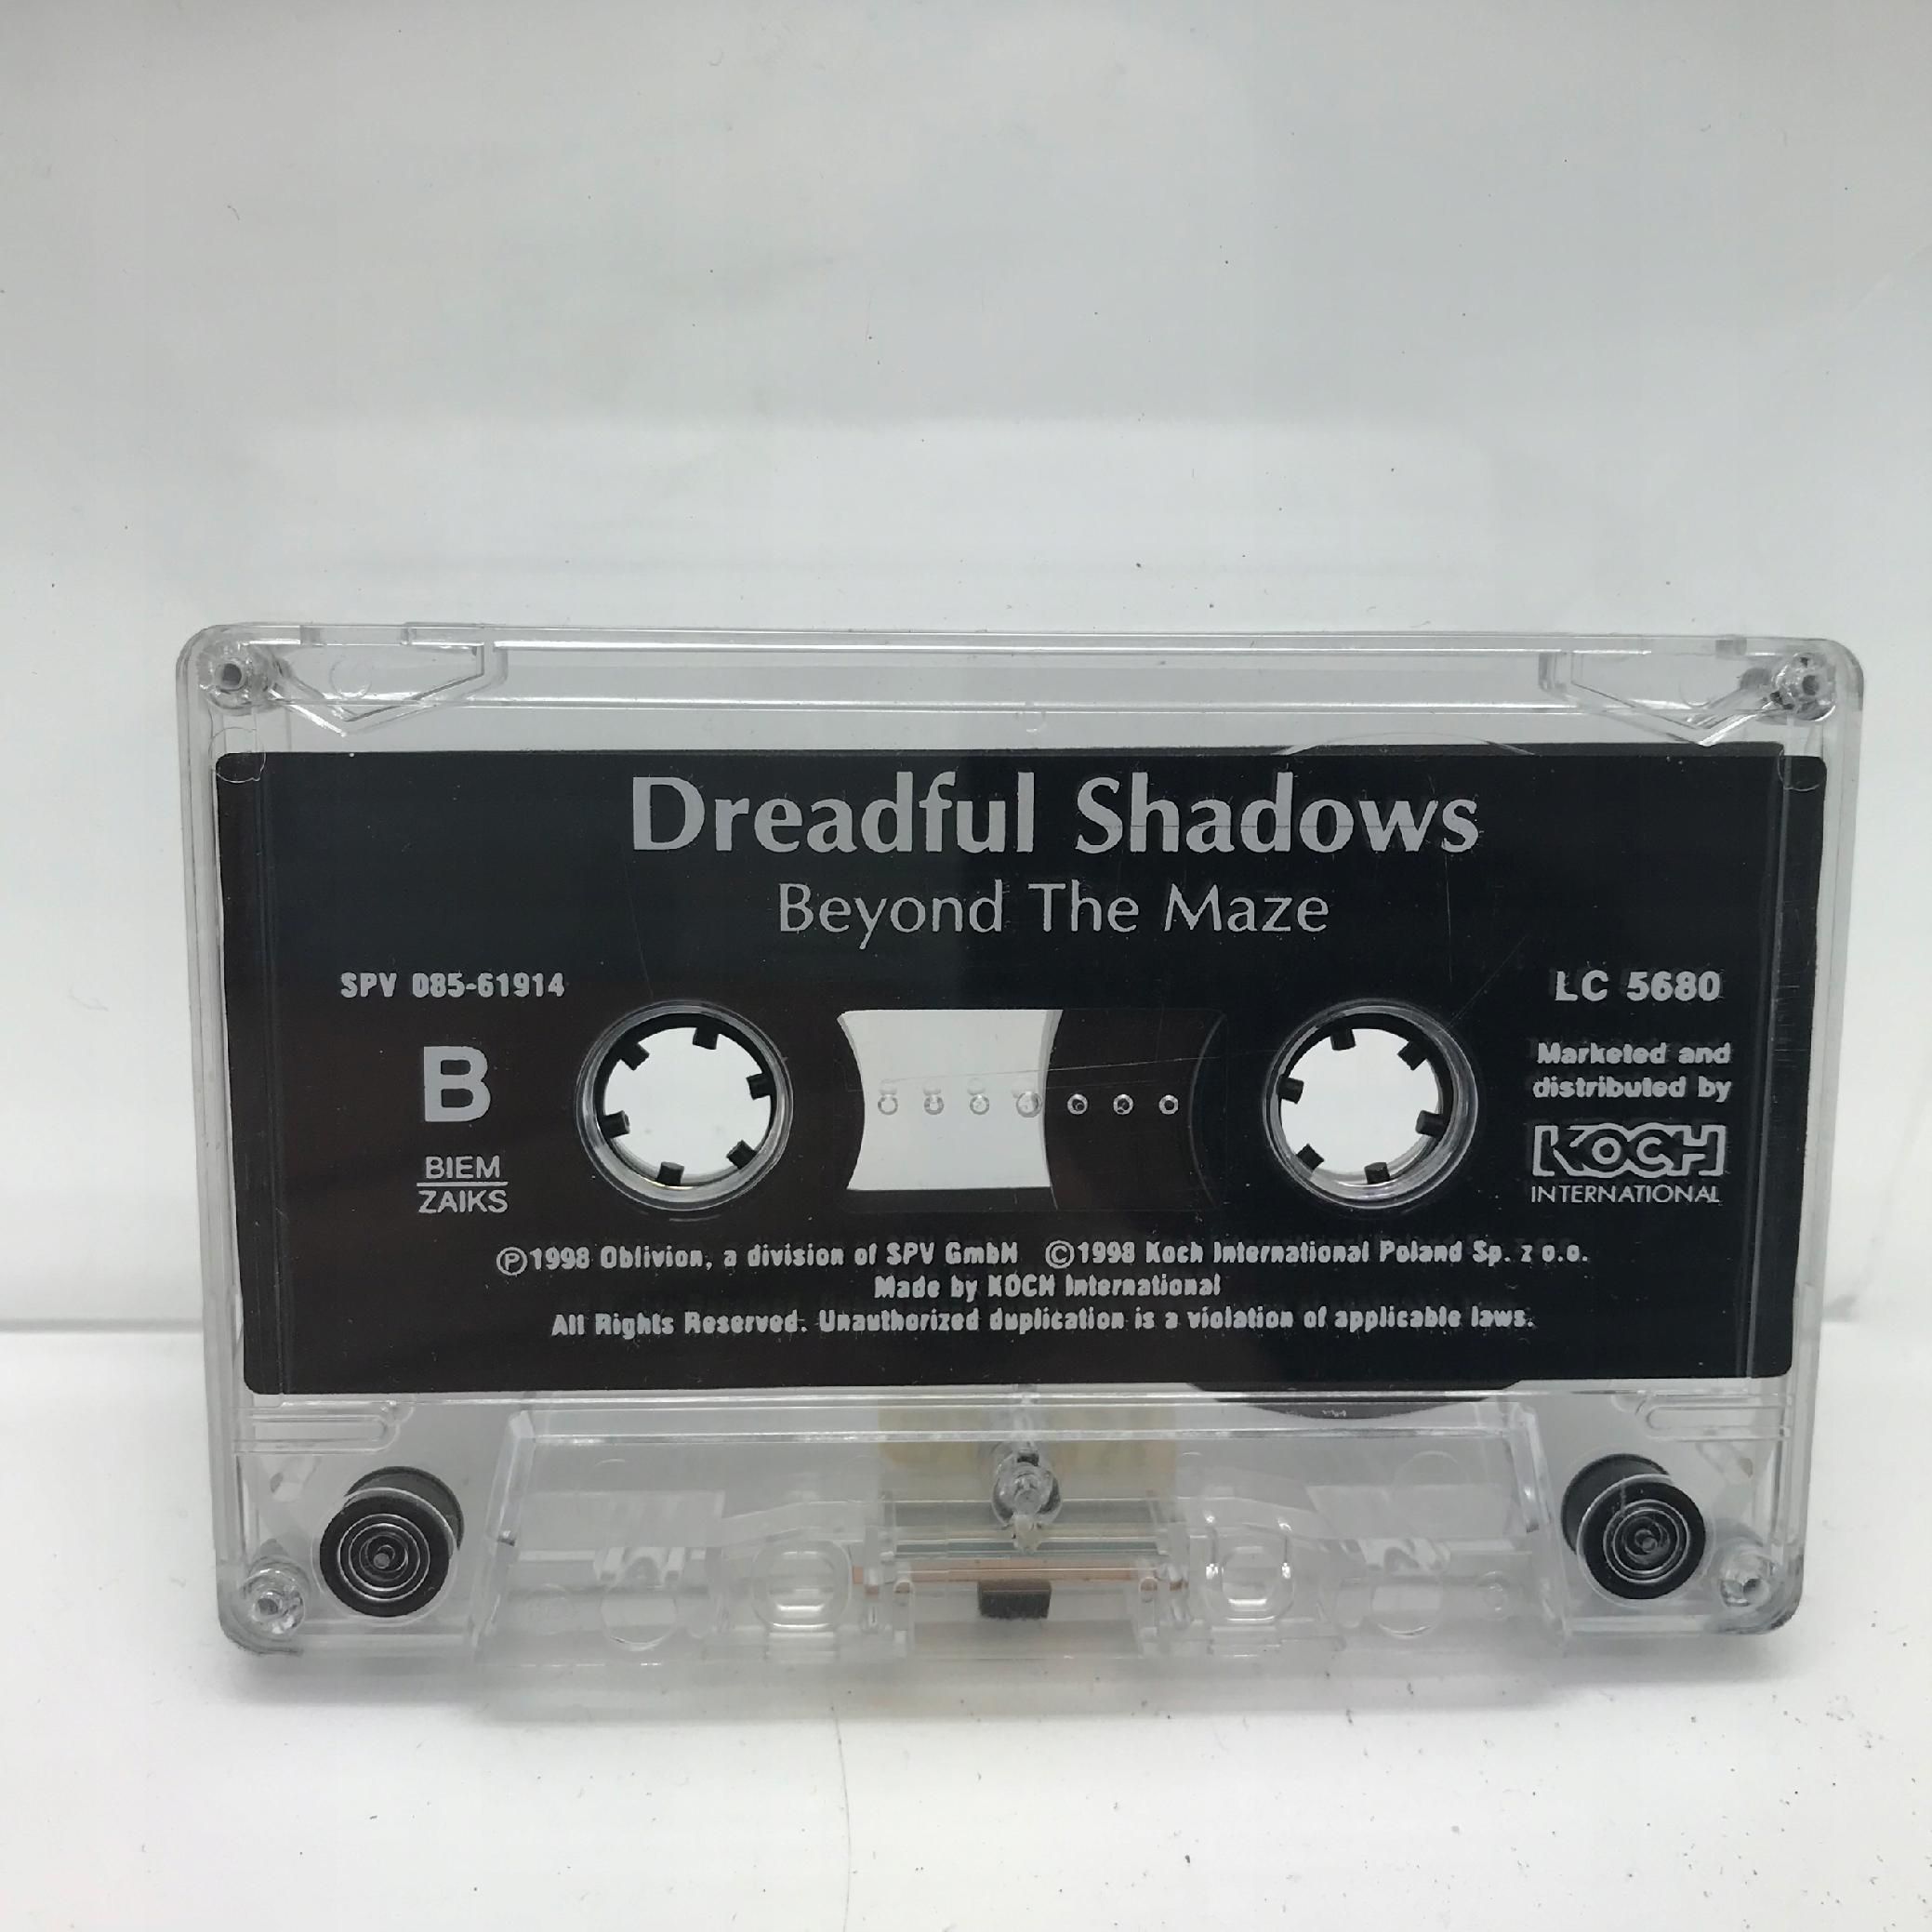 Dreadful Shadows
Beyond The Maze
SPV 085-61914
LC 5680
B
BIEM
ZAIKS
Marketed and
distributed by
KOCH
INTERNATIONAL
℗1998 Oblivion, a division of SPV GmbH ©1998 Koch International Poland Sp. z o.o.
Made by KOCH International
All Rights Reserved. Unauthorized duplication is a violation of applicable laws.